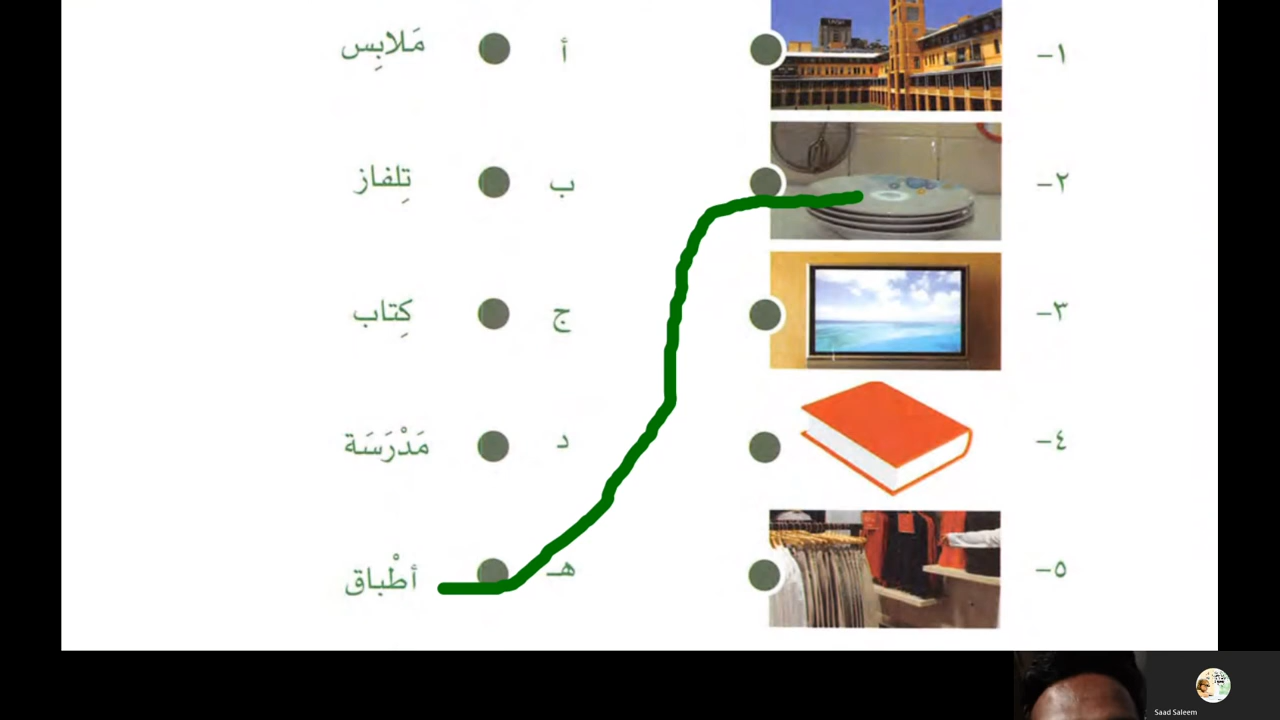 ١- أ مَلابِس
٢- ب تِلفاز
٣- ج كِتاب
٤- د مَدْرَسَة
٥- هـ أطْباق
Saad Saleem